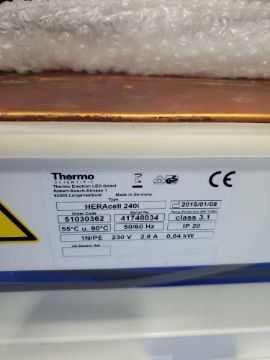 Thermo
SCIENTIFIC
Thermo Electron LED GmbH
Robert-Bosch-Strasse 1
63505 Langenselbold
Made in Germany
CE
Type
HERAcell 240i
2015/01/08
Order Code
51030362
Serial No.
41748034
class 3.1
55°C u. 90°C
50/60 Hz
IP 20
1N/PE 230 V 2.8 A 0,64 kW